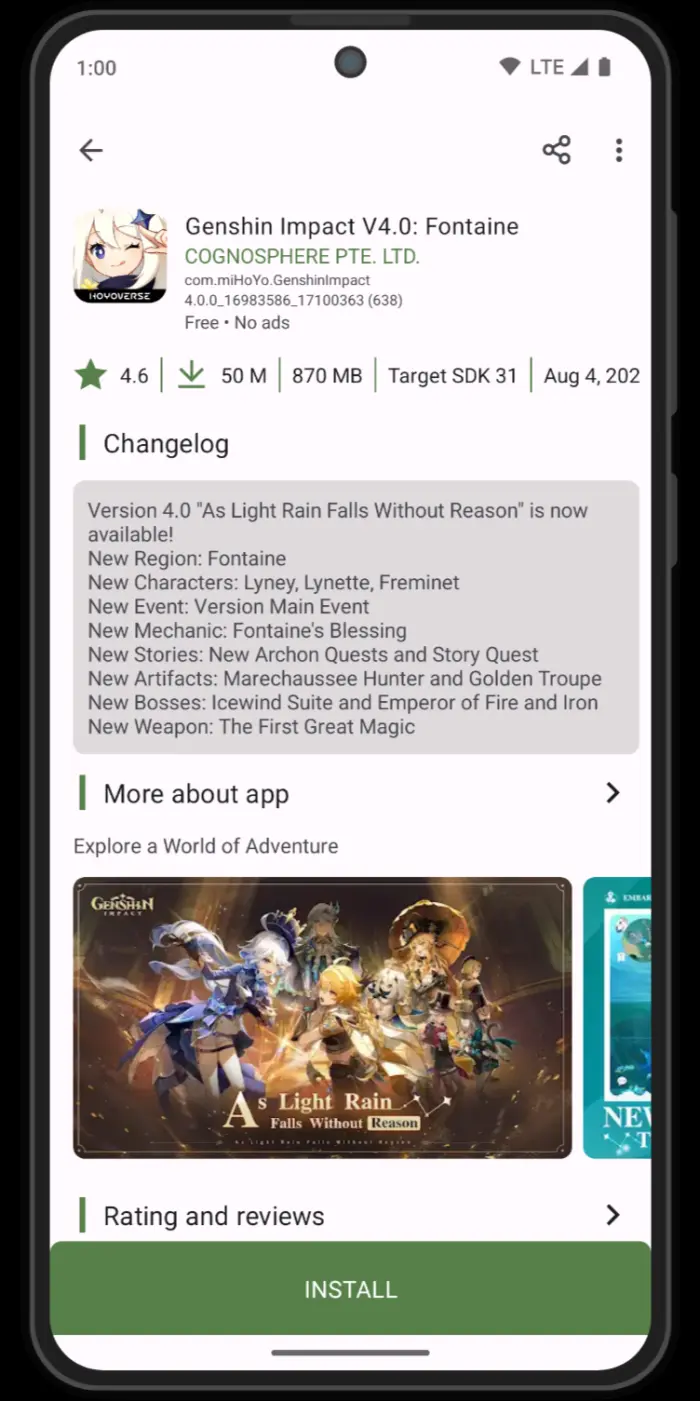 1:00
LTE
Genshin Impact V4.0: Fontaine
HOYOVERSE
COGNOSPHERE PTE. LTD.
com.miHoYo.GenshinImpact
4.0.0_16983586_17100363 (638)
Free • No ads
4.6
50 M
870 MB
Target SDK 31
Aug 4, 202
Changelog
Version 4.0 "As Light Rain Falls Without Reason" is now
available!
New Region: Fontaine
New Characters: Lyney, Lynette, Freminet
New Event: Version Main Event
New Mechanic: Fontaine's Blessing
New Stories: New Archon Quests and Story Quest
New Artifacts: Marechaussee Hunter and Golden Troupe
New Bosses: Icewind Suite and Emperor of Fire and Iron
New Weapon: The First Great Magic
More about app
Explore a World of Adventure
GENSHIN
IMPACT
As Light Rain
Falls Without Reason
As Light Rain Falls Without Reason
EMBAR
NEW
T
Rating and reviews
INSTALL